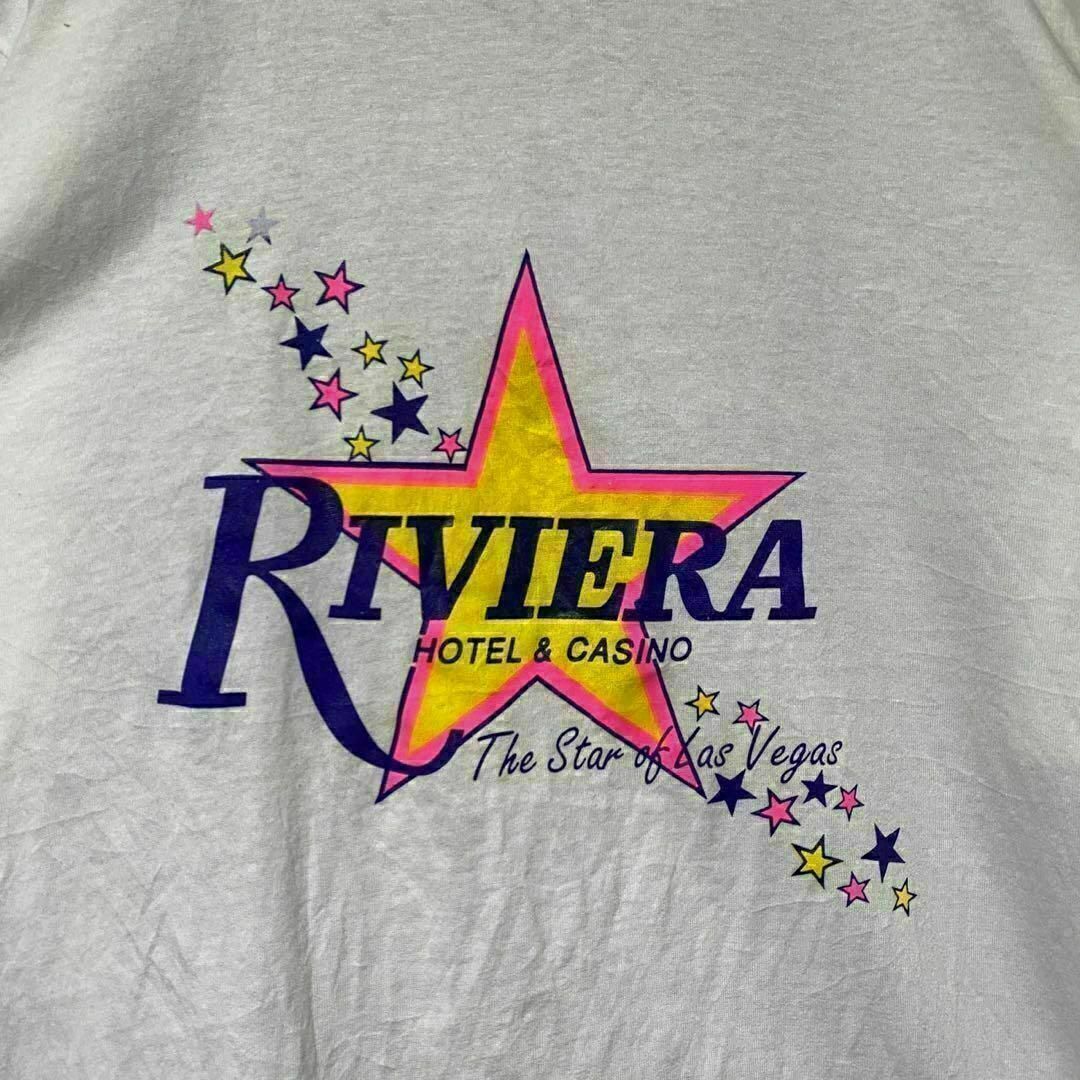 RIVIERA
HOTEL & CASINO
The Star of Las Vegas